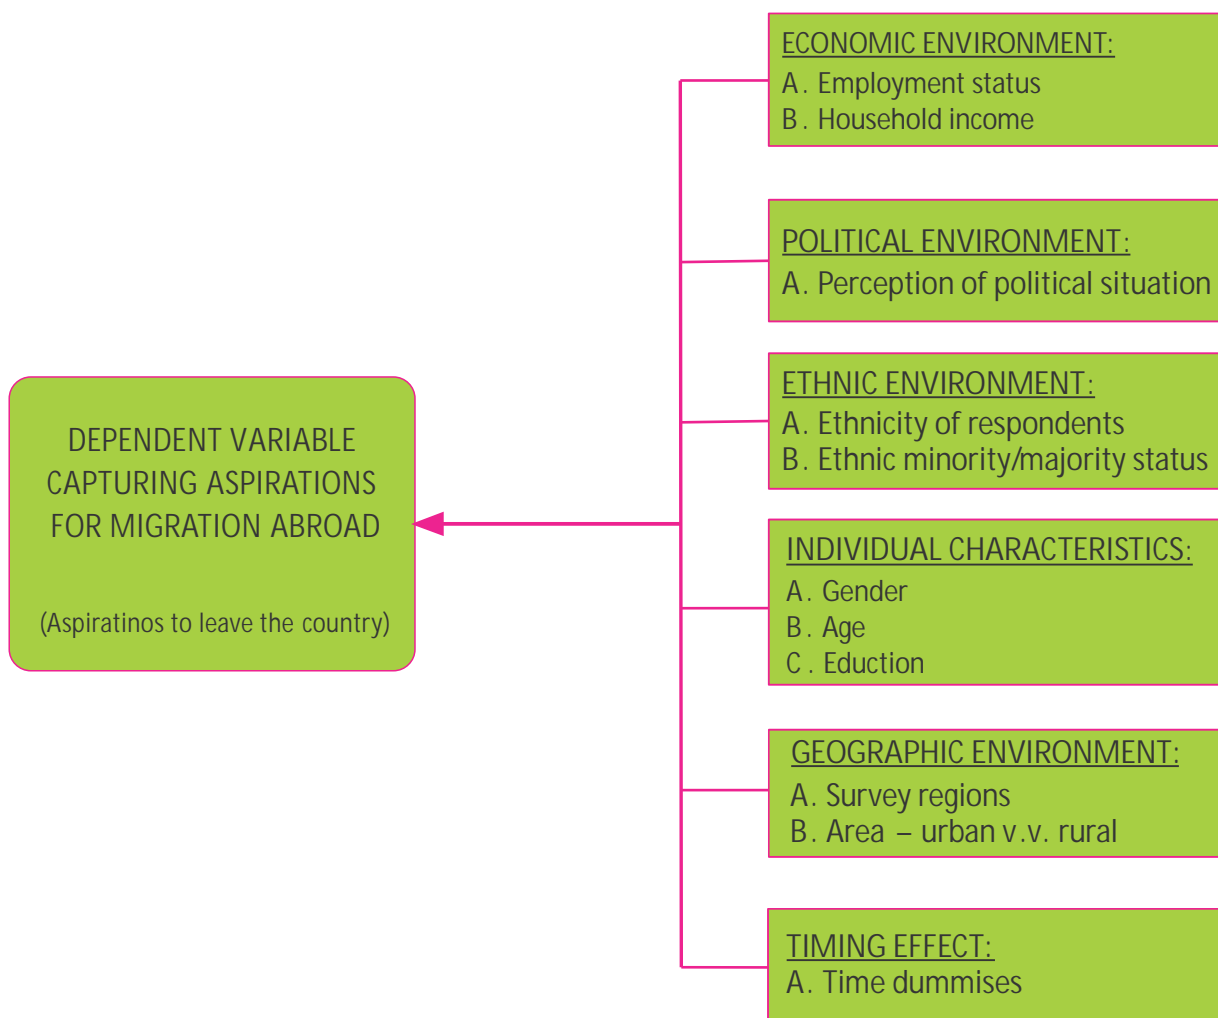 ECONOMIC ENVIRONMENT:
A. Employment status
B. Household income
POLITICAL ENVIRONMENT:
A. Perception of political situation
ETHNIC ENVIRONMENT:
A. Ethnicity of respondents
B. Ethnic minority/majority status
DEPENDENT VARIABLE
CAPTURING ASPIRATIONS
FOR MIGRATION ABROAD
(Aspiratinos to leave the country)
INDIVIDUAL CHARACTERISTICS:
A. Gender
B. Age
C. Eduction
GEOGRAPHIC ENVIRONMENT:
A. Survey regions
B. Area – urban v.v. rural
TIMING EFFECT:
A. Time dummises